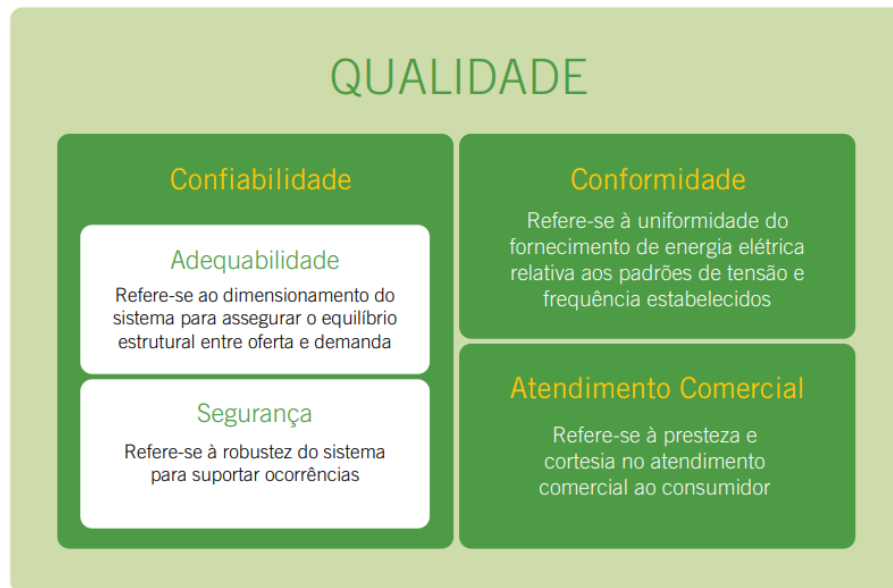 QUALIDADE
Confiabilidade
Adequabilidade
Refere-se ao dimensionamento do
sistema para assegurar o equilíbrio
estrutural entre oferta e demanda
Segurança
Refere-se à robustez do sistema
para suportar ocorrências
Conformidade
Refere-se à uniformidade do
fornecimento de energia elétrica
relativa aos padrões de tensão e
frequência estabelecidos
Atendimento Comercial
Refere-se à presteza e
cortesia no atendimento
comercial ao consumidor